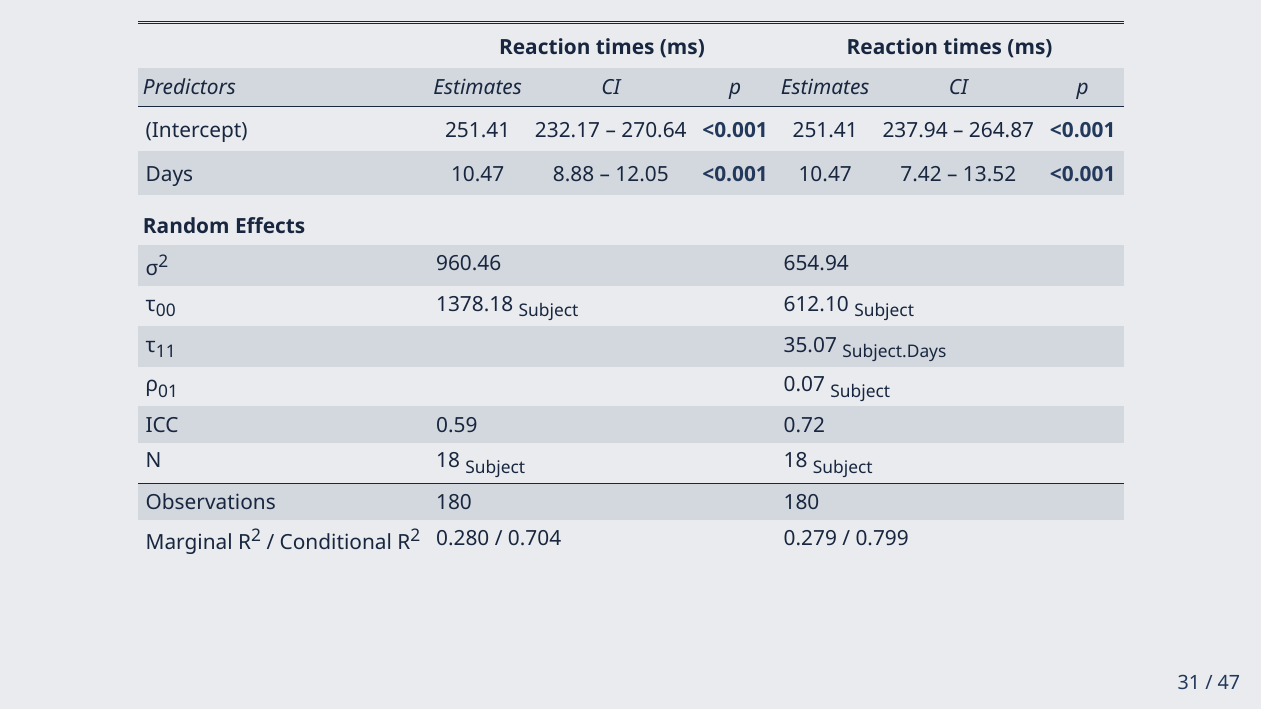 Reaction times (ms) Reaction times (ms)
Predictors Estimates CI p Estimates CI p
(Intercept) 251.41 232.17 – 270.64 <0.001 251.41 237.94 – 264.87 <0.001
Days 10.47 8.88 – 12.05 <0.001 10.47 7.42 – 13.52 <0.001
Random Effects
σ2 960.46 654.94
τ00 1378.18 Subject 612.10 Subject
τ11 35.07 Subject.Days
ρ01 0.07 Subject
ICC 0.59 0.72
N 18 Subject 18 Subject
Observations 180 180
Marginal R2 / Conditional R2 0.280 / 0.704 0.279 / 0.799
31 / 47